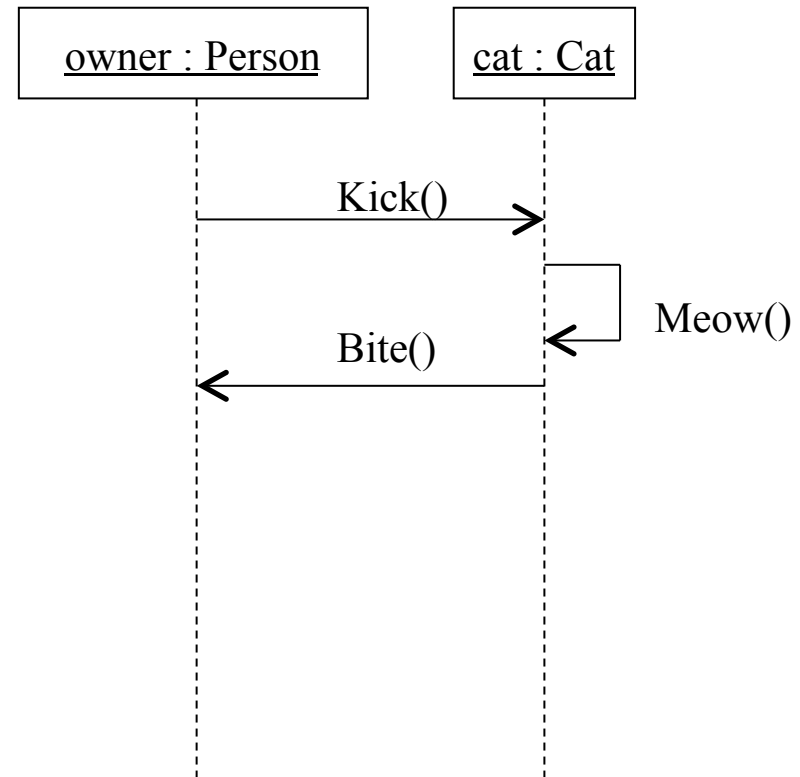 owner : Person
cat : Cat
Kick()
Meow()
Bite()